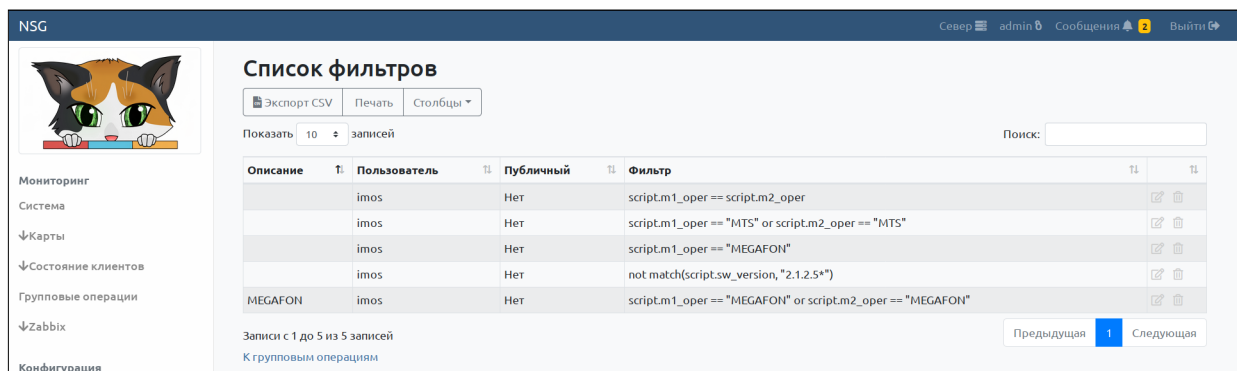 NSG
Север admin Сообщения 2 Выйти
Список фильтров
Экспорт CSV Печать Столбцы
Показать 10 записей
Поиск:
Описание Пользователь Публичный Фильтр
imos Нет script.m1_oper == script.m2_oper
imos Нет script.m1_oper == "MTS" or script.m2_oper == "MTS"
imos Нет script.m1_oper == "MEGAFON"
imos Нет not match(script.sw_version, "2.1.2.5*")
MEGAFON imos Нет script.m1_oper == "MEGAFON" or script.m2_oper == "MEGAFON"
Записи с 1 до 5 из 5 записей
Предыдущая 1 Следующая
К групповым операциям
Мониторинг
Система
Карты
Состояние клиентов
Групповые операции
Zabbix
Конфигурация